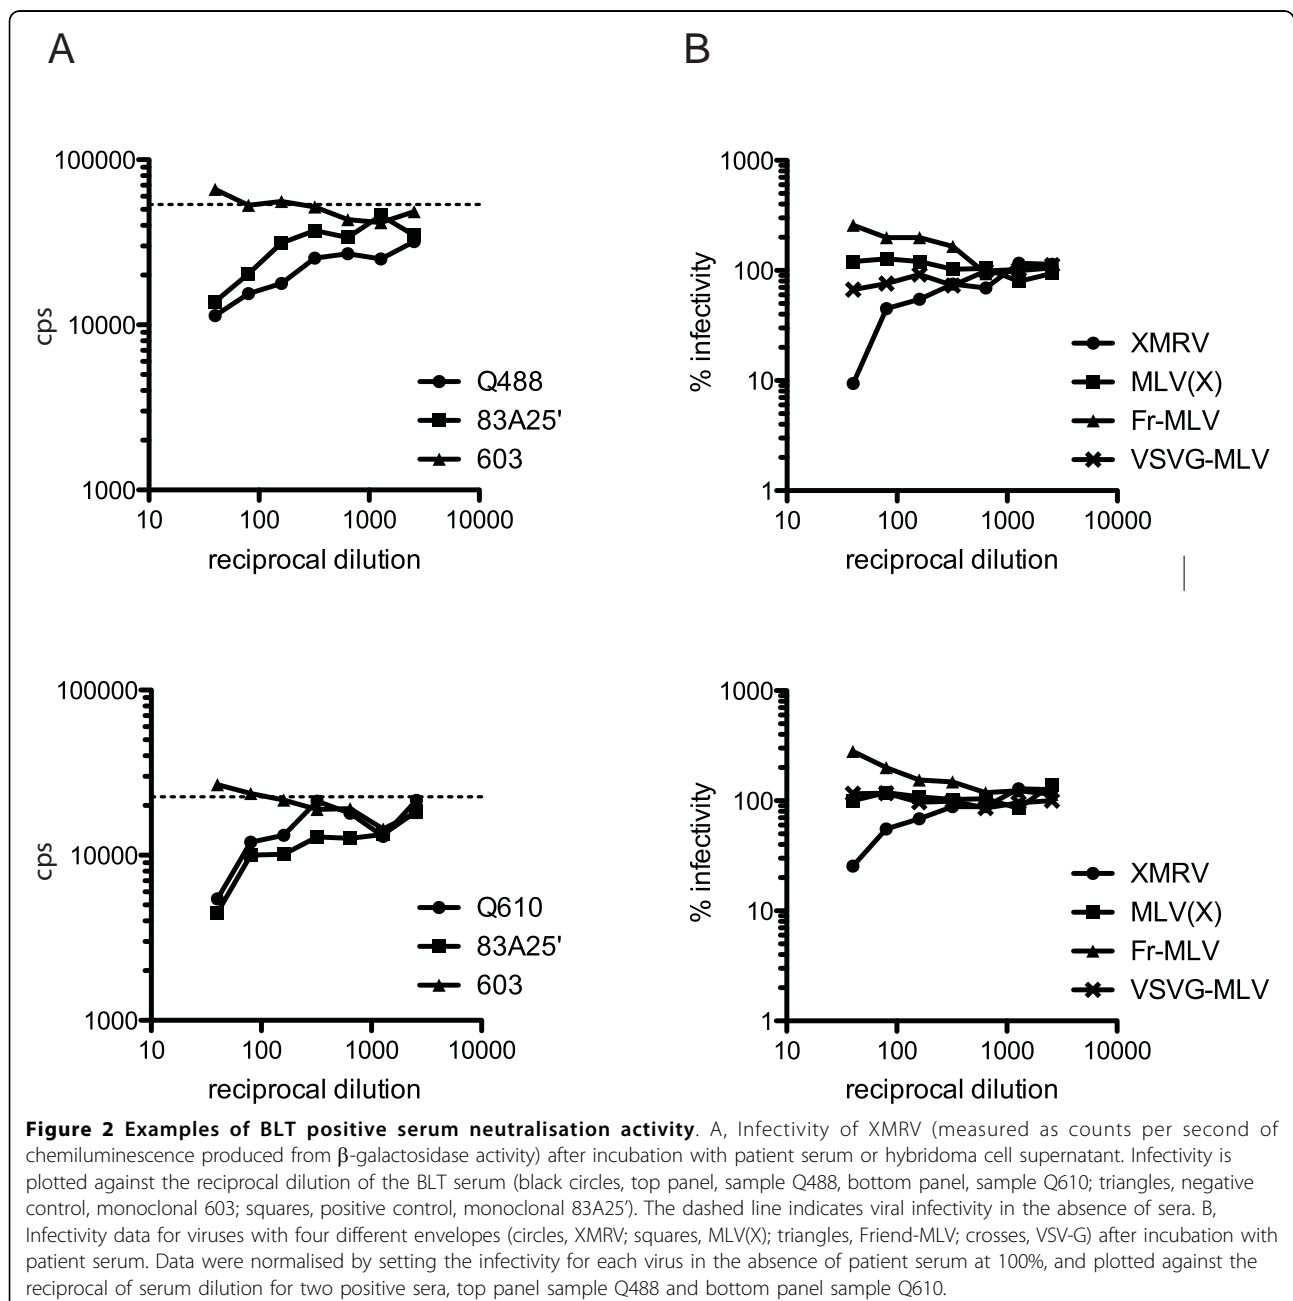 A
B
100000
10000
1000
cps
10
100
1000
10000
reciprocal dilution
Q488
83A25'
603
1000
100
10
1
% infectivity
10
100
1000
10000
reciprocal dilution
XMRV
MLV(X)
Fr-MLV
VSVG-MLV
100000
10000
1000
cps
10
100
1000
10000
reciprocal dilution
Q610
83A25'
603
1000
100
10
1
% infectivity
10
100
1000
10000
reciprocal dilution
XMRV
MLV(X)
Fr-MLV
VSVG-MLV
Figure 2 Examples of BLT positive serum neutralisation activity. A, Infectivity of XMRV (measured as counts per second of
chemiluminescence produced from β-galactosidase activity) after incubation with patient serum or hybridoma cell supernatant. Infectivity is
plotted against the reciprocal dilution of the BLT serum (black circles, top panel, sample Q488, bottom panel, sample Q610; triangles, negative
control, monoclonal 603; squares, positive control, monoclonal 83A25'). The dashed line indicates viral infectivity in the absence of sera. B,
Infectivity data for viruses with four different envelopes (circles, XMRV; squares, MLV(X); triangles, Friend-MLV; crosses, VSV-G) after incubation with
patient serum. Data were normalised by setting the infectivity for each virus in the absence of patient serum at 100%, and plotted against the
reciprocal of serum dilution for two positive sera, top panel sample Q488 and bottom panel sample Q610.